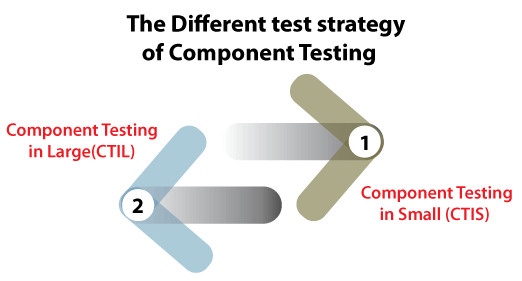 The Different test strategy
of Component Testing
Component Testing
in Large(CTIL)
1
2
Component Testing
in Small (CTIS)